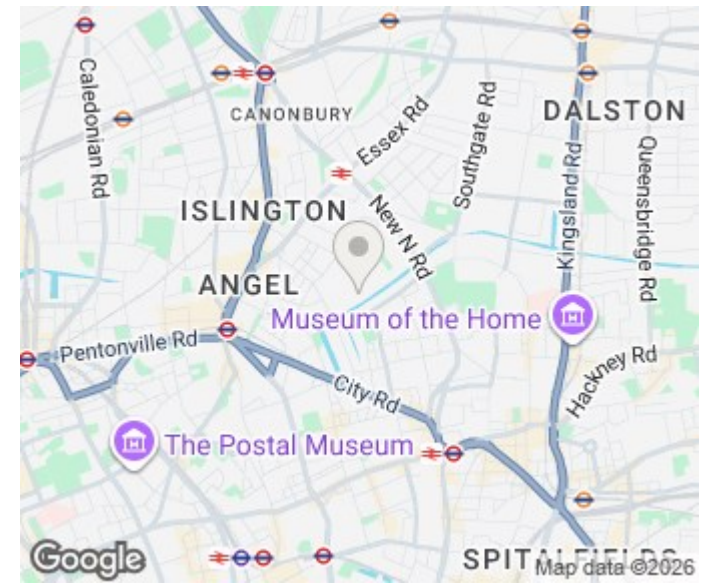 Caledonian Rd
CANONBURY
Essex Rd
Southgate Rd
DALSTON
Queensbridge Rd
Kingsland Rd
ISLINGTON
New N Rd
ANGEL
Museum of the Home
Pentonville Rd
City Rd
Hackney Rd
The Postal Museum
Google
SPITALFIELDS
Map data ©2026